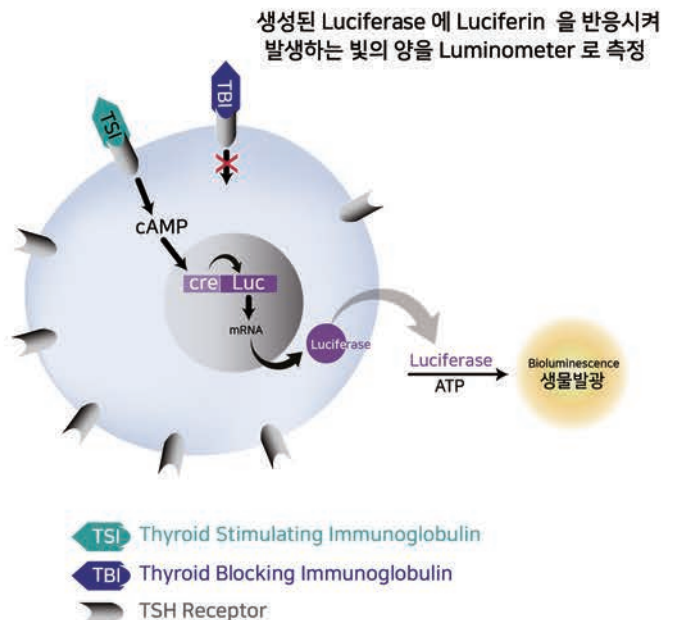 생성된 Luciferase 에 Luciferin 을 반응시켜
발생하는 빛의 양을 Luminometer 로 측정
TSI
TBI
cAMP
cre Luc
mRNA
Luciferase
Luciferase
ATP
Bioluminescence
생물발광
TSI Thyroid Stimulating Immunoglobulin
TBI Thyroid Blocking Immunoglobulin
TSH Receptor